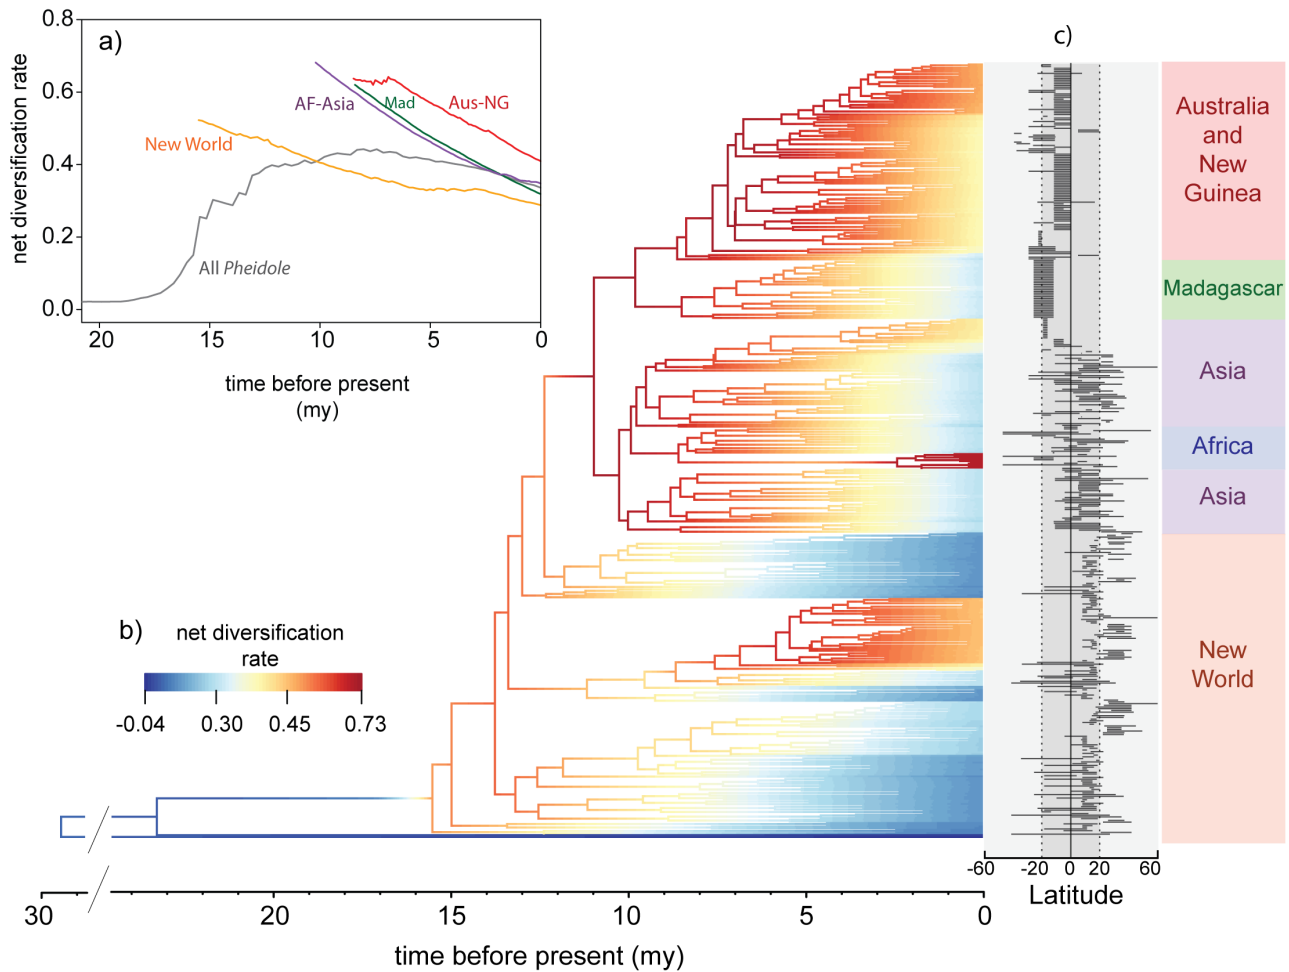 a)
0.8
0.6
0.4
0.2
0.0
net diversification rate
AF-Asia
Mad
Aus-NG
New World
All Pheidole
20
15
10
5
0
time before present
(my)
b)
net diversification
rate
-0.04
0.30
0.45
0.73
30
20
15
10
5
0
time before present (my)
c)
-60
-20
0
20
60
Latitude
Australia
and
New
Guinea
Madagascar
Asia
Africa
Asia
New
World